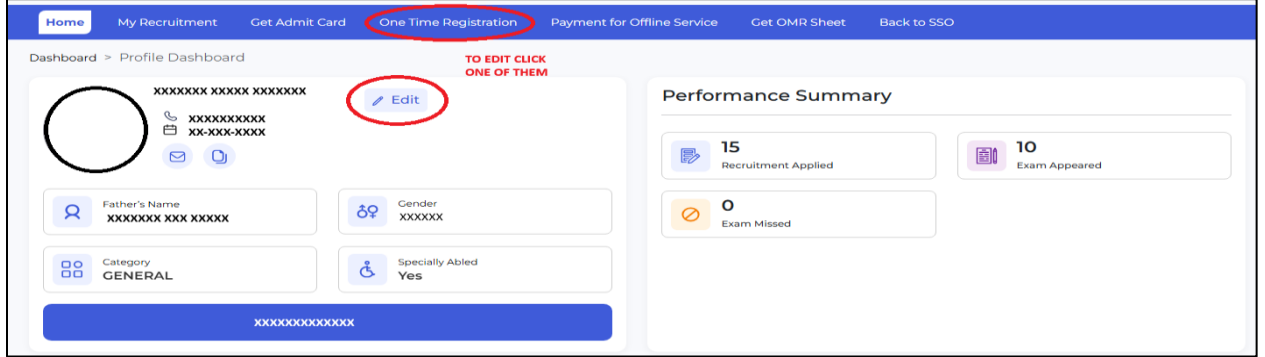 Home My Recruitment Get Admit Card One Time Registration Payment for Offline Service Get OMR Sheet Back to SSO
Dashboard > Profile Dashboard
TO EDIT CLICK
ONE OF THEM
XXXXXXX XXXXX XXXXXXX
Edit
XXXXXXXXXX
XX-XXX-XXXX
Father's Name
XXXXXXX XXX XXXXX
Gender
XXXXXX
Category
GENERAL
Specially Abled
Yes
XXXXXXXXXXXXX
Performance Summary
15
Recruitment Applied
10
Exam Appeared
0
Exam Missed